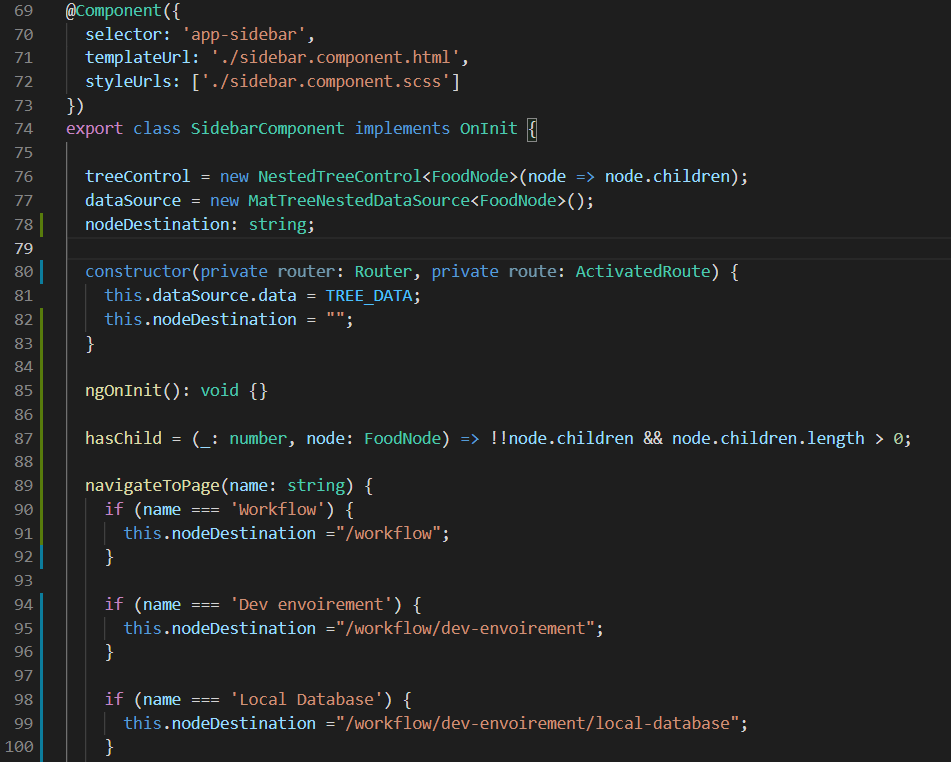 69 @Component({
70 selector: 'app-sidebar',
71 templateUrl: './sidebar.component.html',
72 styleUrls: ['./sidebar.component.scss']
73 })
74 export class SidebarComponent implements OnInit {
75
76 treeControl = new NestedTreeControl<FoodNode>(node => node.children);
77 dataSource = new MatTreeNestedDataSource<FoodNode>();
78 nodeDestination: string;
79
80 constructor(private router: Router, private route: ActivatedRoute) {
81 this.dataSource.data = TREE_DATA;
82 this.nodeDestination = "";
83 }
84
85 ngOnInit(): void {}
86
87 hasChild = (_: number, node: FoodNode) => !!node.children && node.children.length > 0;
88
89 navigateToPage(name: string) {
90 if (name === 'Workflow') {
91 this.nodeDestination ="/workflow";
92 }
93
94 if (name === 'Dev envoirement') {
95 this.nodeDestination ="/workflow/dev-envoirement";
96 }
97
98 if (name === 'Local Database') {
99 this.nodeDestination ="/workflow/dev-envoirement/local-database";
100 }